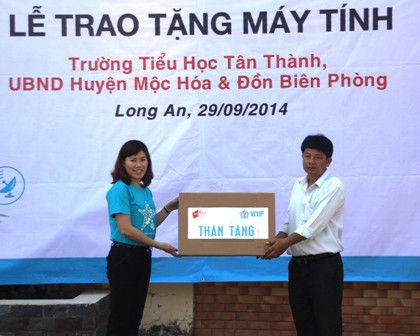 LỄ TRAO TẶNG MÁY TÍNH
Trường Tiểu Học Tân Thành,
UBND Huyện Mộc Hóa & Đồn Biên Phòng
Long An, 29/09/2014
VNIF
THÂN TẶNG